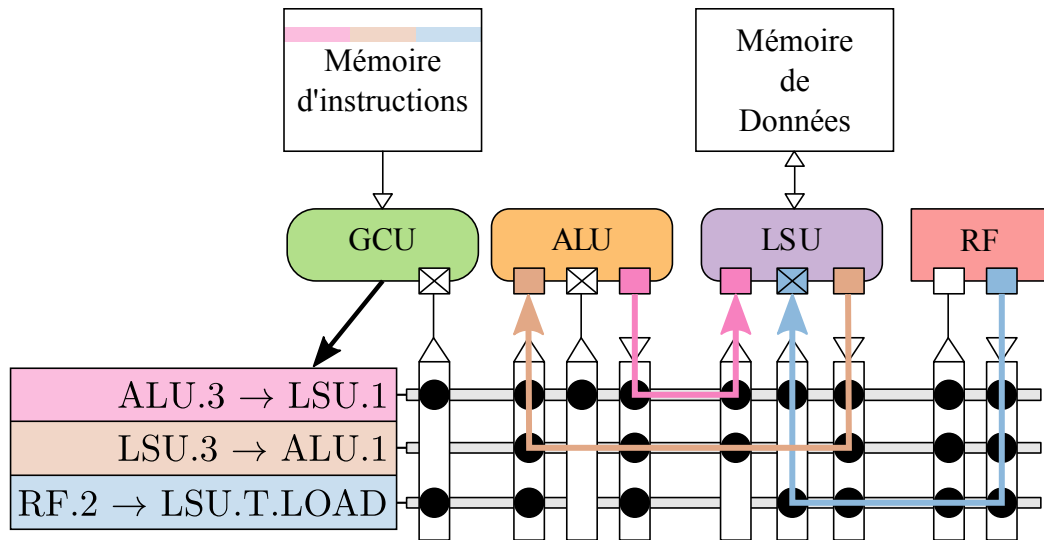 Mémoire
d'instructions
Mémoire
de
Données
GCU
ALU
LSU
RF
ALU.3 → LSU.1
LSU.3 → ALU.1
RF.2 → LSU.T.LOAD